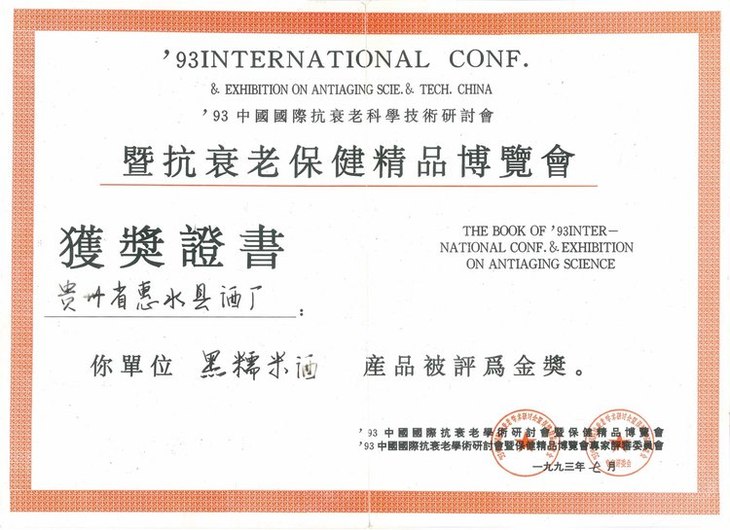 ’93 INTERNATIONAL CONF.
& EXHIBITION ON ANTIAGING SCIE. & TECH. CHINA
’93 中國國際抗衰老科學技術研討會
暨抗衰老保健精品博覽會
獲獎證書
THE BOOK OF ’93 INTER—
NATIONAL CONF. & EXHIBITION
ON ANTIAGING SCIENCE
贵州省惠水县酒厂：
你單位 黑糯米酒 産品被評爲金獎。
’93 中國國際抗衰老學術研討會暨保健精品博覽會
’93 中國國際抗衰老學術研討會暨保健精品博覽會專家評審委員會
一九九三年七月